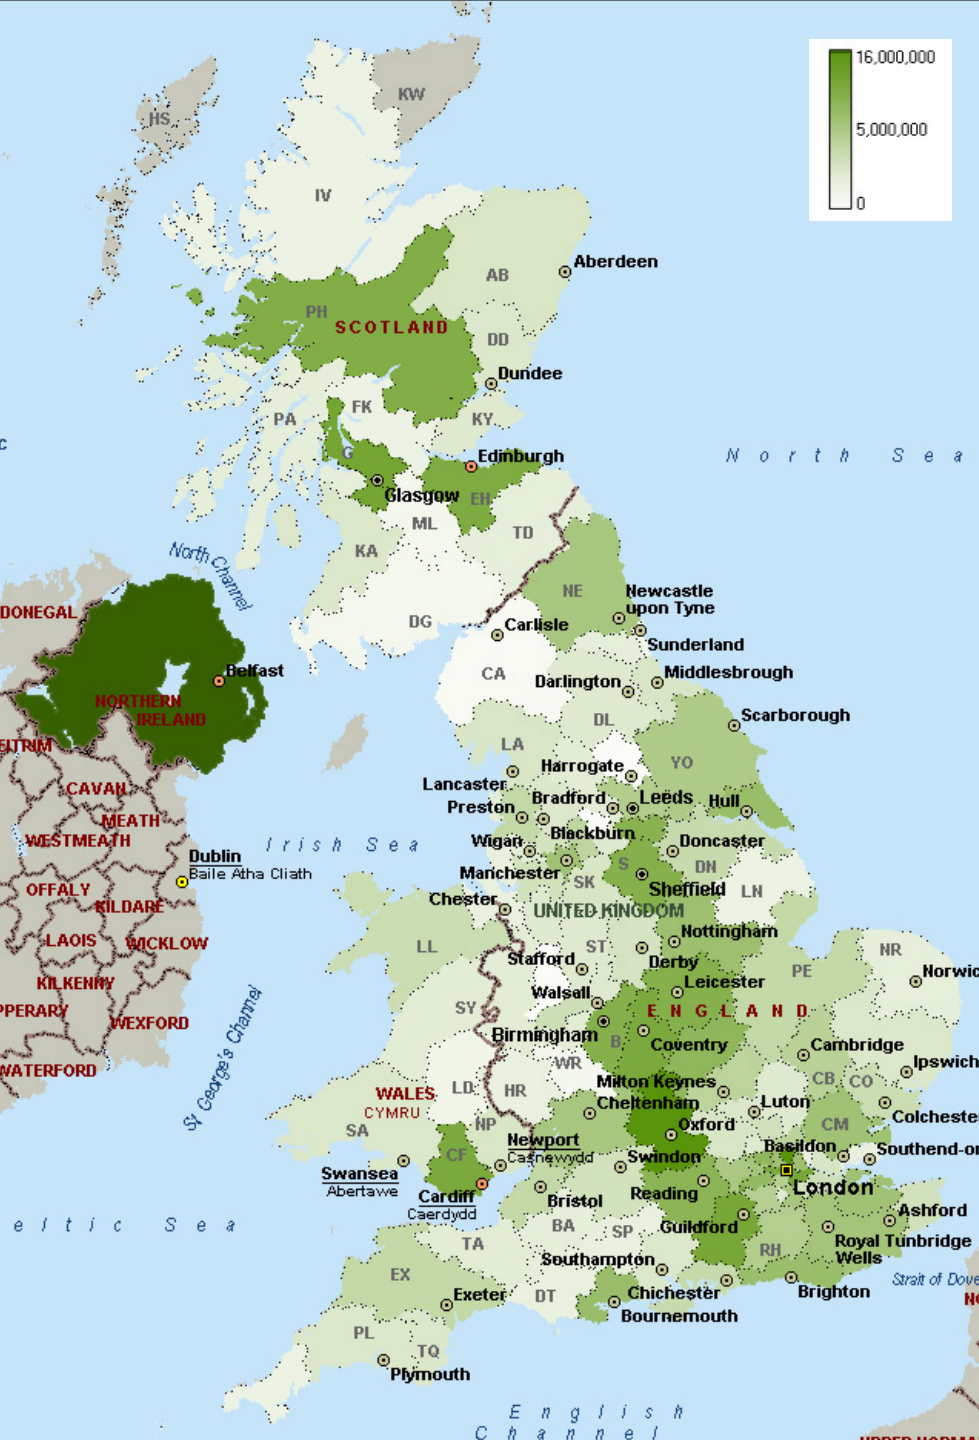 16,000,000
5,000,000
0
KW
HS
IV
AB
Aberdeen
PH
SCOTLAND
DD
Dundee
FK
PA
KY
North Sea
G
Edinburgh
Glasgow
EH
ML
TD
KA
North Channel
NE
Newcastle
upon Tyne
DONEGAL
DG
Carlisle
Sunderland
Belfast
CA
Darlington
Middlesbrough
NORTHERN
IRELAND
DL
Scarborough
EITRIM
LA
YO
Harrogate
CAVAN
Lancaster
Preston
Bradford
Leeds
Hull
MEATH
Blackburn
WESTMEATH
Irish Sea
Wigan
Doncaster
Dublin
Baile Atha Cliath
Manchester
S
DN
SK
Sheffield
LN
OFFALY
KILDARE
Chester
UNITED KINGDOM
LAOIS
WICKLOW
LL
ST
Nottingham
NR
Stafford
Derby
PE
Norwic
KILKENNY
Leicester
Walsall
PPERARY
WEXFORD
SY
ENGLAND
Birmingham
B
Coventry
Cambridge
WATERFORD
St George's Channel
WR
Ipswich
WALES
CYMRU
LD
HR
Milton Keynes
CB
CO
Cheltenham
Luton
Colcheste
SA
NP
Oxford
CM
Newport
Casnewydd
Basildon
Southend-on
CF
Swindon
Swansea
Abertawe
Cardiff
Caerdydd
Reading
London
Bristol
Ashford
eltic Sea
BA
SP
Guildford
Royal Tunbridge
Wells
TA
RH
Southampton
EX
Strait of Dove
Exeter
DT
Chichester
Brighton
Bournemouth
PL
TQ
Plymouth
English
Channel